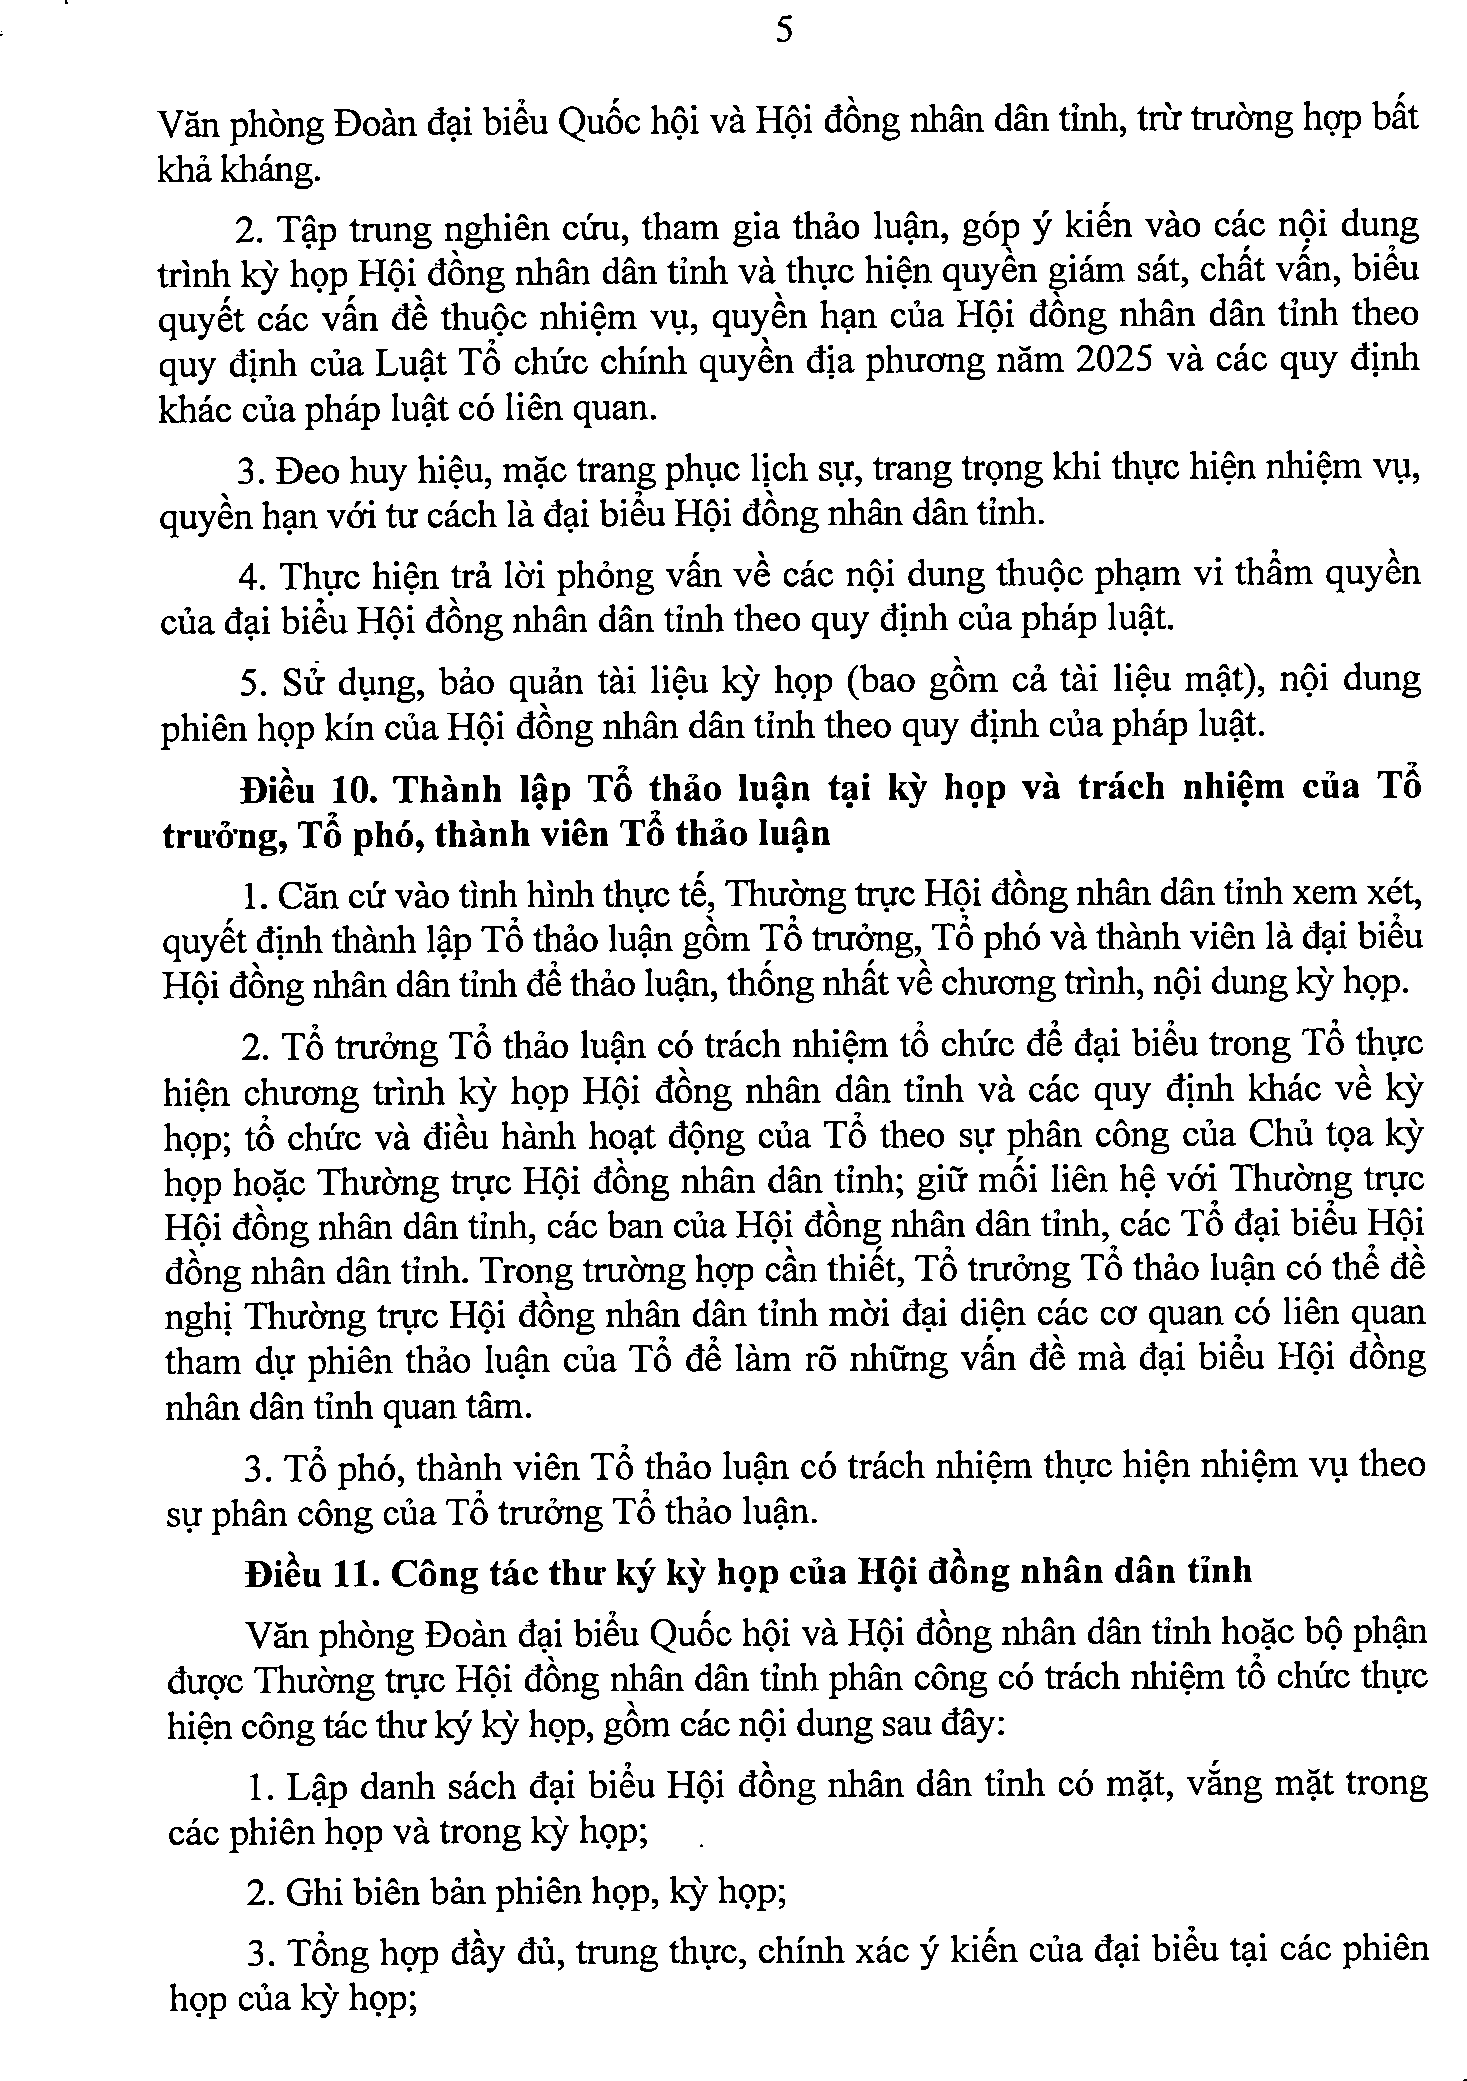 5
Văn phòng Đoàn đại biểu Quốc hội và Hội đồng nhân dân tỉnh, trừ trường hợp bất
khả kháng.
2. Tập trung nghiên cứu, tham gia thảo luận, góp ý kiến vào các nội dung
trình kỳ họp Hội đồng nhân dân tỉnh và thực hiện quyền giám sát, chất vấn, biểu
quyết các vấn đề thuộc nhiệm vụ, quyền hạn của Hội đồng nhân dân tỉnh theo
quy định của Luật Tổ chức chính quyền địa phương năm 2025 và các quy định
khác của pháp luật có liên quan.
3. Đeo huy hiệu, mặc trang phục lịch sự, trang trọng khi thực hiện nhiệm vụ,
quyền hạn với tư cách là đại biểu Hội đồng nhân dân tỉnh.
4. Thực hiện trả lời phỏng vấn về các nội dung thuộc phạm vi thẩm quyền
của đại biểu Hội đồng nhân dân tỉnh theo quy định của pháp luật.
5. Sử dụng, bảo quản tài liệu kỳ họp (bao gồm cả tài liệu mật), nội dung
phiên họp kín của Hội đồng nhân dân tỉnh theo quy định của pháp luật.
Điều 10. Thành lập Tổ thảo luận tại kỳ họp và trách nhiệm của Tổ
trưởng, Tổ phó, thành viên Tổ thảo luận
1. Căn cứ vào tình hình thực tế, Thường trực Hội đồng nhân dân tỉnh xem xét,
quyết định thành lập Tổ thảo luận gồm Tổ trưởng, Tổ phó và thành viên là đại biểu
Hội đồng nhân dân tỉnh để thảo luận, thống nhất về chương trình, nội dung kỳ họp.
2. Tổ trưởng Tổ thảo luận có trách nhiệm tổ chức để đại biểu trong Tổ thực
hiện chương trình kỳ họp Hội đồng nhân dân tỉnh và các quy định khác về kỳ
họp; tổ chức và điều hành hoạt động của Tổ theo sự phân công của Chủ tọa kỳ
họp hoặc Thường trực Hội đồng nhân dân tỉnh; giữ mối liên hệ với Thường trực
Hội đồng nhân dân tỉnh, các ban của Hội đồng nhân dân tỉnh, các Tổ đại biểu Hội
đồng nhân dân tỉnh. Trong trường hợp cần thiết, Tổ trưởng Tổ thảo luận có thể đề
nghị Thường trực Hội đồng nhân dân tỉnh mời đại diện các cơ quan có liên quan
tham dự phiên thảo luận của Tổ để làm rõ những vấn đề mà đại biểu Hội đồng
nhân dân tỉnh quan tâm.
3. Tổ phó, thành viên Tổ thảo luận có trách nhiệm thực hiện nhiệm vụ theo
sự phân công của Tổ trưởng Tổ thảo luận.
Điều 11. Công tác thư ký kỳ họp của Hội đồng nhân dân tỉnh
Văn phòng Đoàn đại biểu Quốc hội và Hội đồng nhân dân tỉnh hoặc bộ phận
được Thường trực Hội đồng nhân dân tỉnh phân công có trách nhiệm tổ chức thực
hiện công tác thư ký kỳ họp, gồm các nội dung sau đây:
1. Lập danh sách đại biểu Hội đồng nhân dân tỉnh có mặt, vắng mặt trong
các phiên họp và trong kỳ họp;
2. Ghi biên bản phiên họp, kỳ họp;
3. Tổng hợp đầy đủ, trung thực, chính xác ý kiến của đại biểu tại các phiên
họp của kỳ họp;